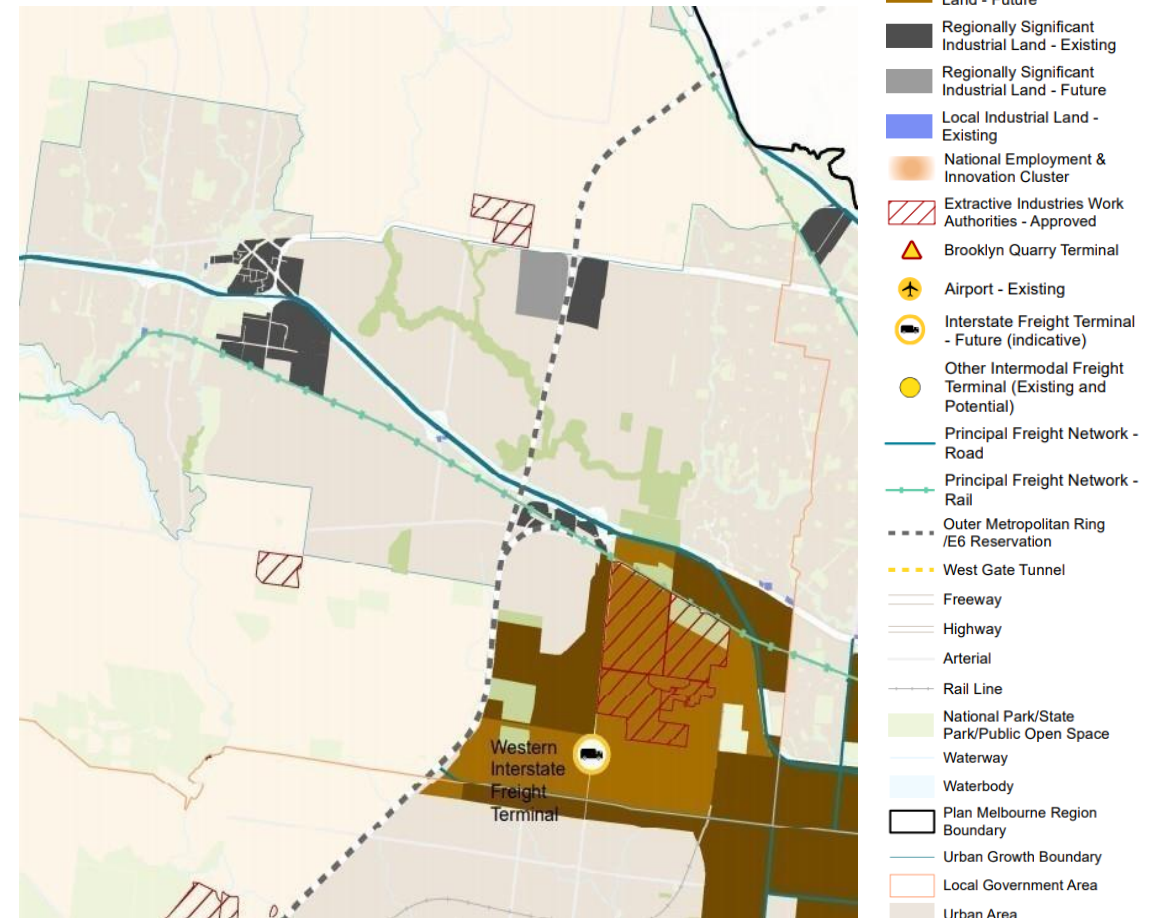 Land - Future
Regionally Significant
Industrial Land - Existing
Regionally Significant
Industrial Land - Future
Local Industrial Land -
Existing
National Employment &
Innovation Cluster
Extractive Industries Work
Authorities - Approved
Brooklyn Quarry Terminal
Airport - Existing
Interstate Freight Terminal
- Future (indicative)
Other Intermodal Freight
Terminal (Existing and
Potential)
Principal Freight Network -
Road
Principal Freight Network -
Rail
Outer Metropolitan Ring
/E6 Reservation
West Gate Tunnel
Freeway
Highway
Arterial
Rail Line
National Park/State
Park/Public Open Space
Waterway
Waterbody
Plan Melbourne Region
Boundary
Urban Growth Boundary
Local Government Area
Urban Area
Western
Interstate
Freight
Terminal